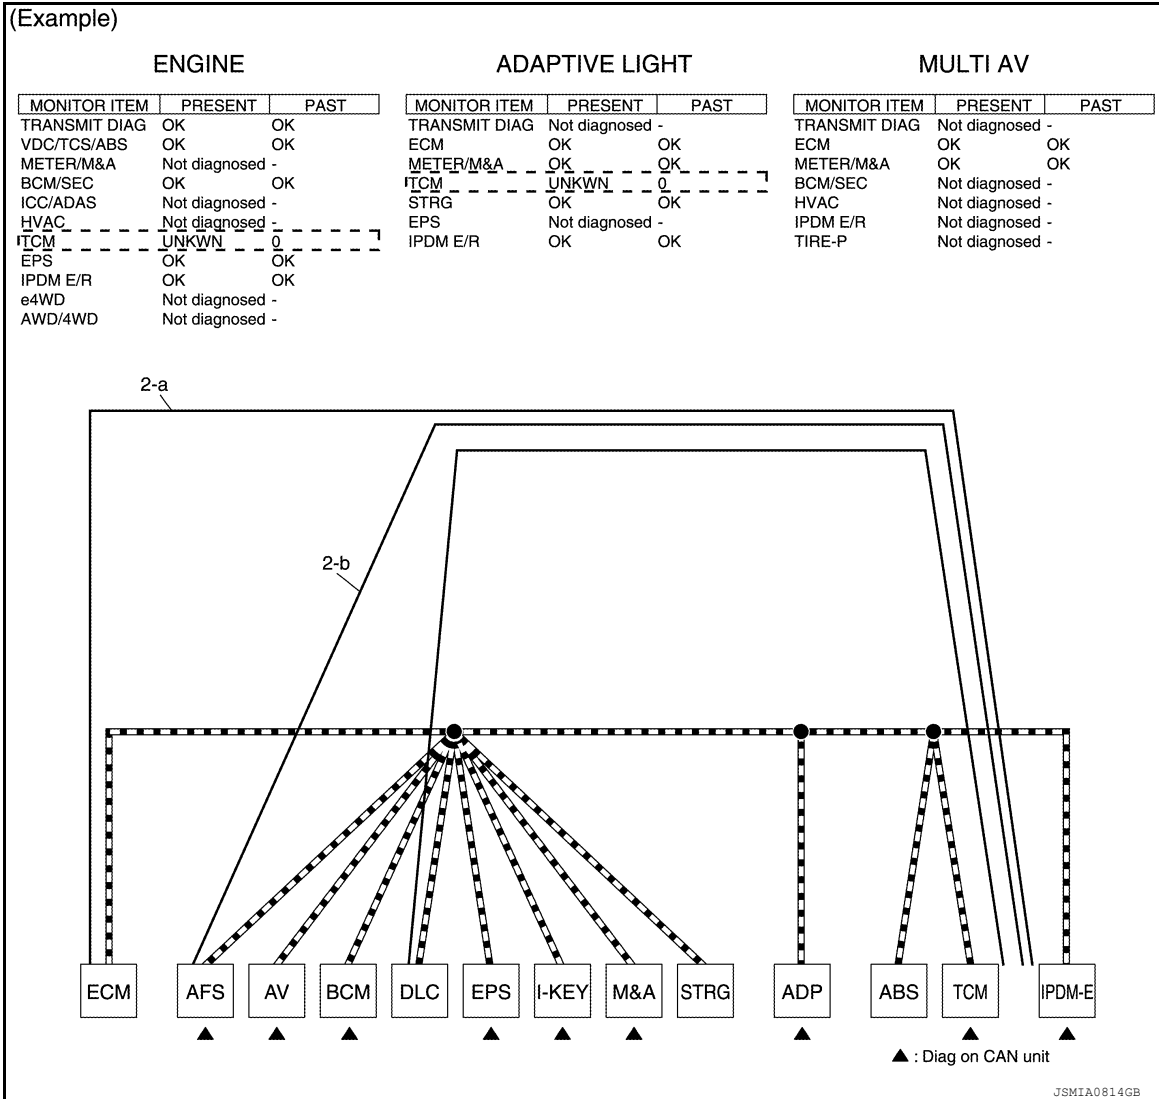 (Example)
ENGINE ADAPTIVE LIGHT MULTI AV
MONITOR ITEM PRESENT PAST MONITOR ITEM PRESENT PAST MONITOR ITEM PRESENT PAST
TRANSMIT DIAG OK OK TRANSMIT DIAG Not diagnosed - TRANSMIT DIAG Not diagnosed -
VDC/TCS/ABS OK OK ECM OK OK ECM OK OK
METER/M&A Not diagnosed - METER/M&A OK OK METER/M&A OK OK
BCM/SEC OK OK TCM UNKWN 0 BCM/SEC Not diagnosed -
ICC/ADAS Not diagnosed - STRG OK OK HVAC Not diagnosed -
HVAC Not diagnosed - EPS Not diagnosed - IPDM E/R Not diagnosed -
TCM UNKWN 0 IPDM E/R OK OK TIRE-P Not diagnosed -
EPS OK OK
IPDM E/R OK OK
e4WD Not diagnosed -
AWD/4WD Not diagnosed -
2-a
2-b
ECM AFS AV BCM DLC EPS I-KEY M&A STRG ADP ABS TCM IPDM-E
▲ : Diag on CAN unit
JSMIA0814GB